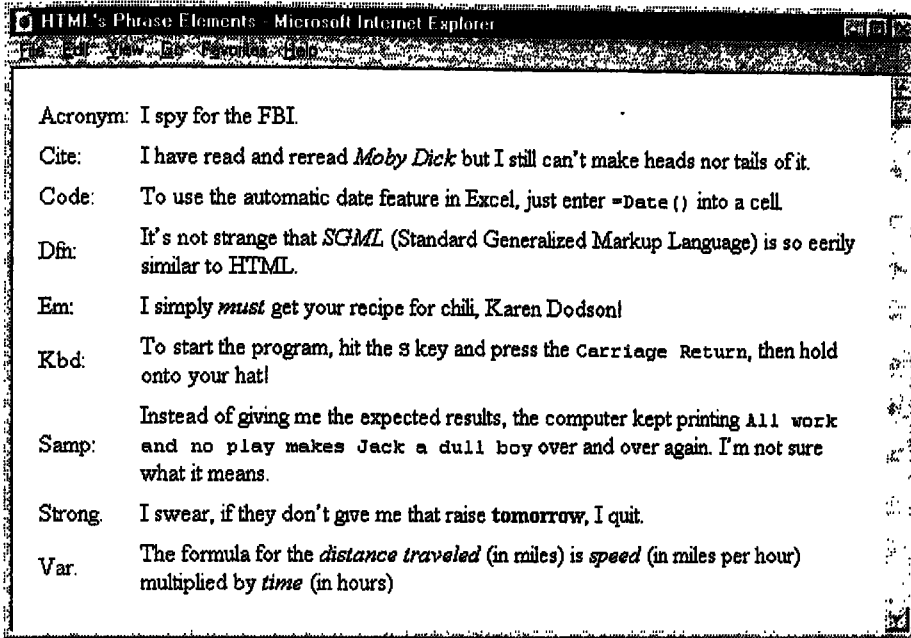 HTML's Phrase Elements - Microsoft Internet Explorer
File Edit View Go Favorites Help
Acronym: I spy for the FBI.
Cite: I have read and reread Moby Dick but I still can't make heads nor tails of it.
Code: To use the automatic date feature in Excel, just enter =Date() into a cell.
Dfn: It's not strange that SGML (Standard Generalized Markup Language) is so eerily
similar to HTML.
Em: I simply must get your recipe for chili, Karen Dodson!
Kbd: To start the program, hit the S key and press the Carriage Return, then hold
onto your hat!
Samp: Instead of giving me the expected results, the computer kept printing All work
and no play makes Jack a dull boy over and over again. I'm not sure
what it means.
Strong. I swear, if they don't give me that raise tomorrow, I quit.
Var. The formula for the distance traveled (in miles) is speed (in miles per hour)
multiplied by time (in hours)